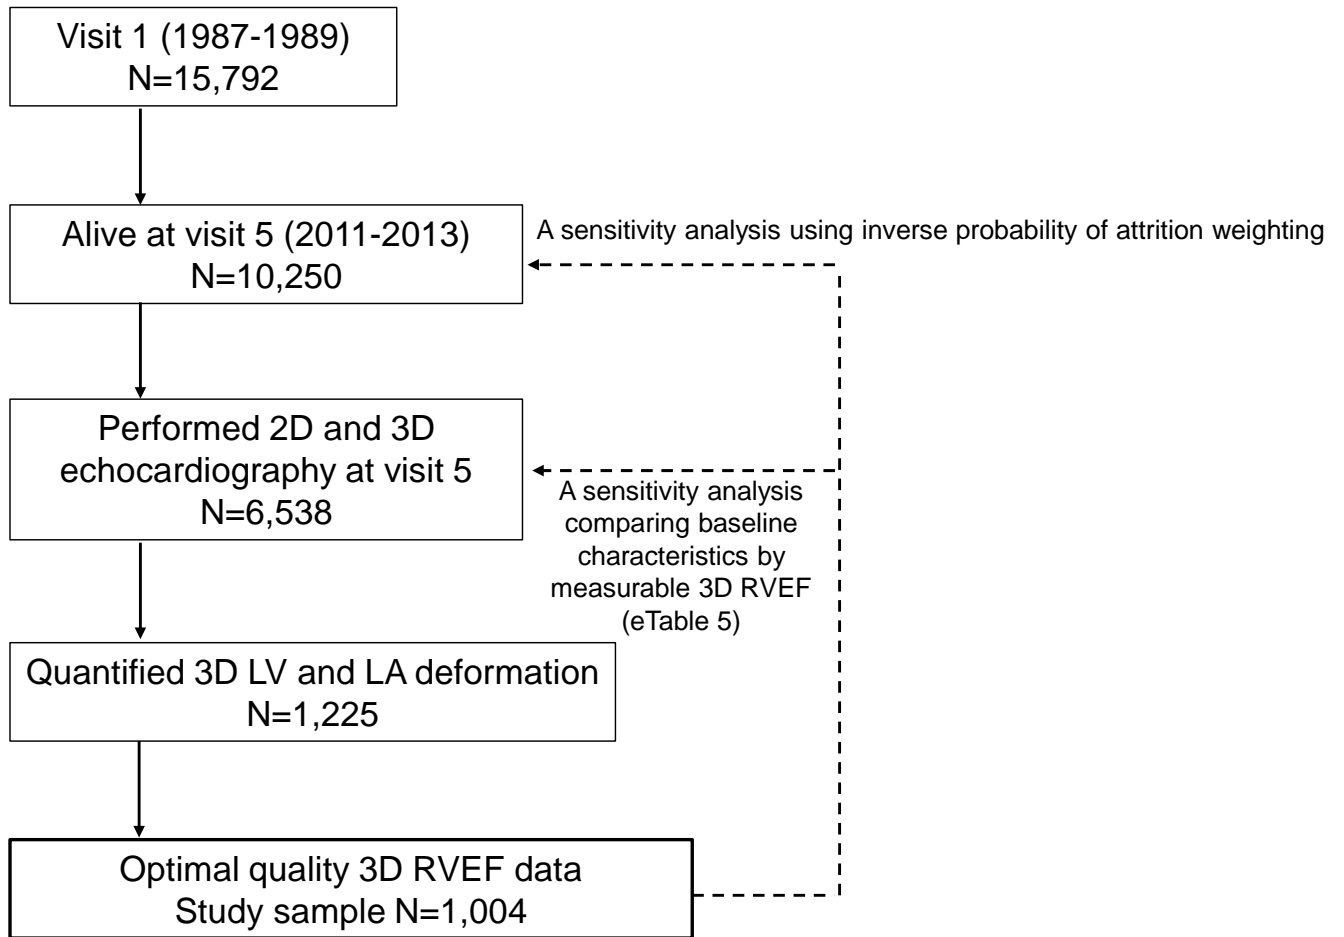 Visit 1 (1987-1989)
N=15,792
Alive at visit 5 (2011-2013)
N=10,250
A sensitivity analysis using inverse probability of attrition weighting
Performed 2D and 3D
echocardiography at visit 5
N=6,538
A sensitivity analysis
comparing baseline
characteristics by
measurable 3D RVEF
(eTable 5)
Quantified 3D LV and LA deformation
N=1,225
Optimal quality 3D RVEF data
Study sample N=1,004